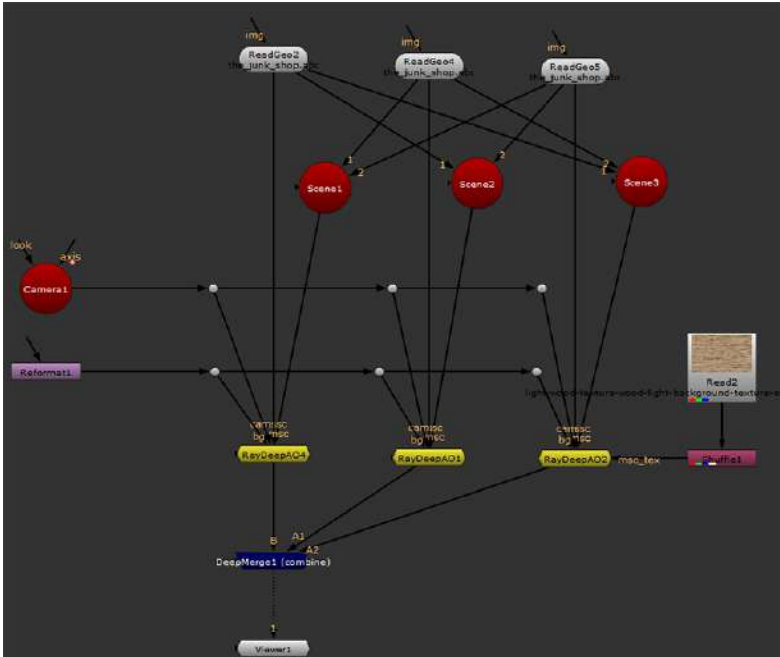 img
img
img
ReadGeo2
the_junk_shop.abc
ReadGeo4
the_junk_shop.abc
ReadGeo5
the_junk_shop.abc
1
2
1
2
2
1
Scene1
Scene2
Scene3
look
axis
Camera1
Reformat1
Read2
cam
bg
cam
bg
cam
bg
RayDeepAO4
RayDeepAO1
RayDeepAO2
msc_tex
Shuffle1
B
A1
A2
DeepMerge1 (combine)
1
Viewer1